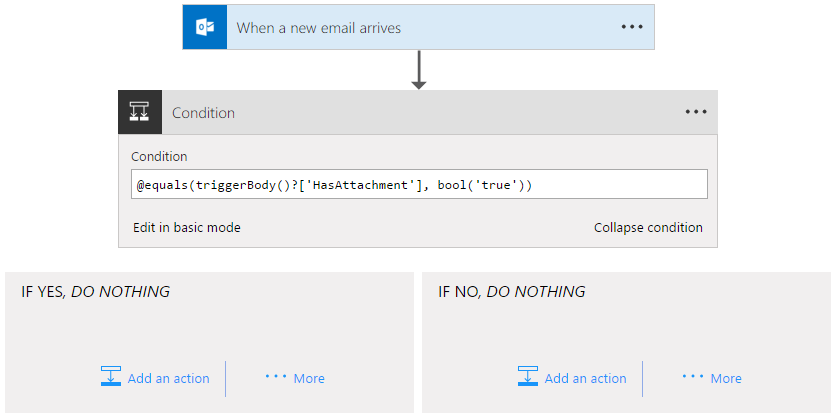 When a new email arrives
Condition
Condition
@equals(triggerBody()?['HasAttachment'], bool('true'))
Edit in basic mode Collapse condition
IF YES, DO NOTHING
Add an action More
IF NO, DO NOTHING
Add an action More